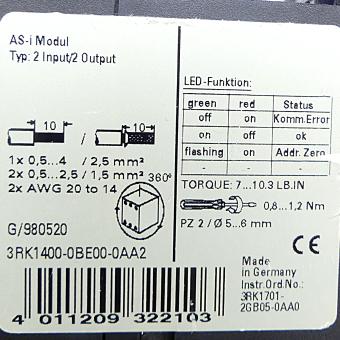 AS-i Modul
Typ: 2 Input/2 Output
10 / 10
1x 0,5...4 / 2,5 mm²
2x 0,5...2,5 / 1,5 mm²
2x AWG 20 to 14
360°
G/980520
3RK1400-0BE00-0AA2
4 011209 322103
LED-Funktion:
green red Status
off on Komm.Error
on off ok
flashing on Addr. Zero
- - -
TORQUE: 7...10.3 LB.IN
0,8...1,2 Nm
PZ 2 / Ø 5...6 mm
Made
in Germany
Instr.Ord.No.:
3RK1701-
2GB05-0AA0
CE